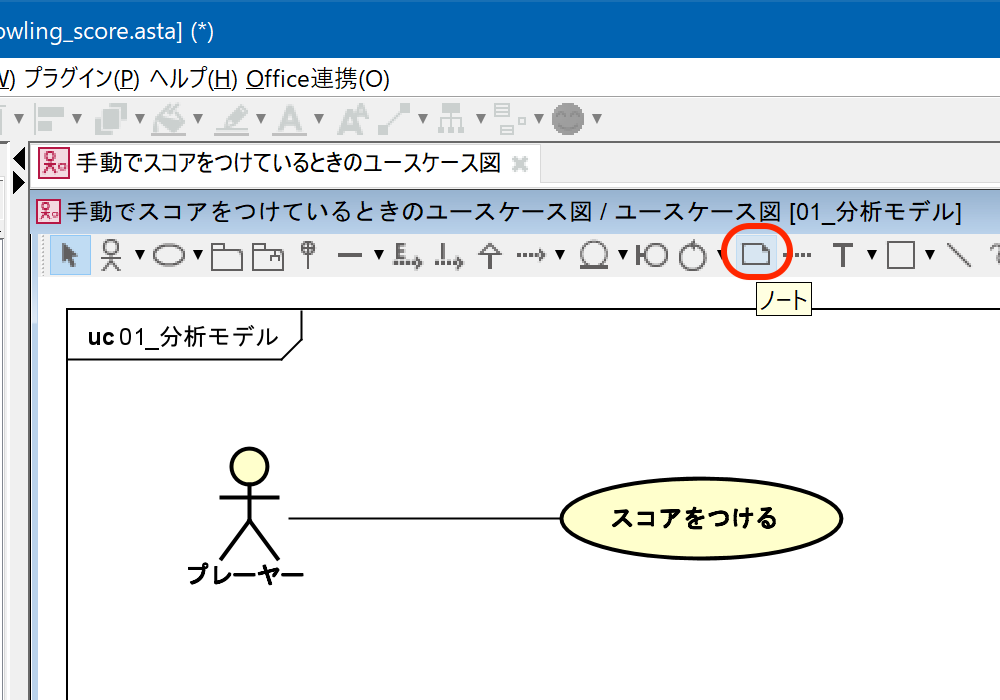 owling_score.asta] (*)
W) プラグイン(P) ヘルプ(H) Office連携(O)
手動でスコアをつけているときのユースケース図
手動でスコアをつけているときのユースケース図 / ユースケース図 [01_分析モデル]
E
T
ノート
uc 01_分析モデル
スコアをつける
プレーヤー